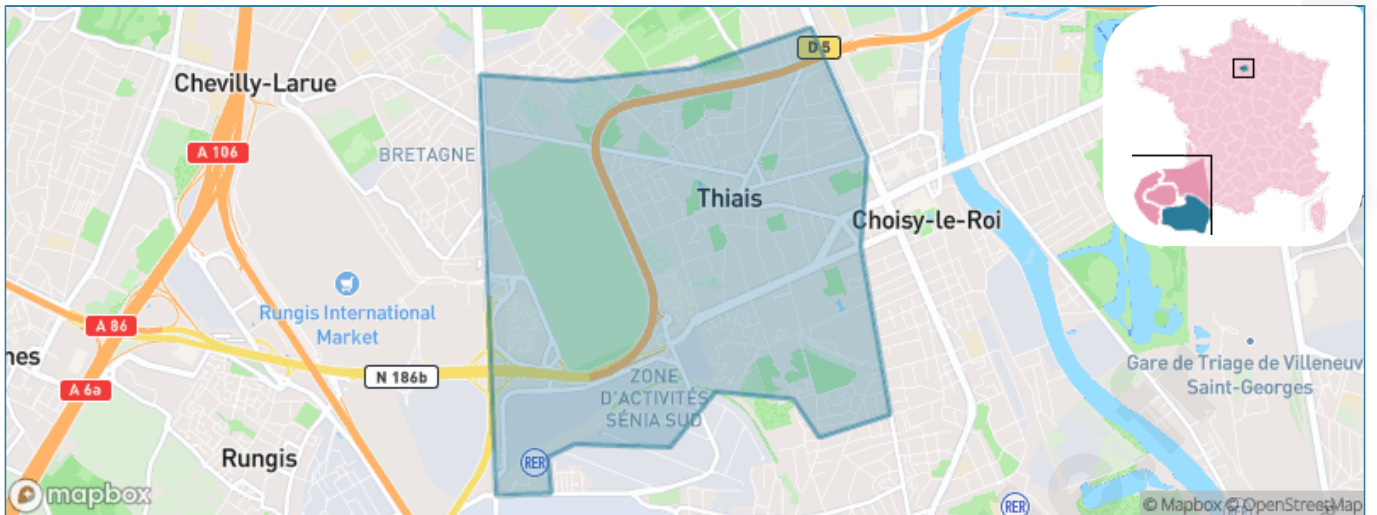 D 5
Chevilly-Larue
A 106
BRETAGNE
Thiais
Choisy-le-Roi
Rungis International
Market
A 86
nes
N 186b
A 6a
ZONE
D'ACTIVITÉS
SÉNIA SUD
Gare de Triage de Villeneuv
Saint-Georges
Rungis
RER
RER
mapbox
© Mapbox © OpenStreetMap